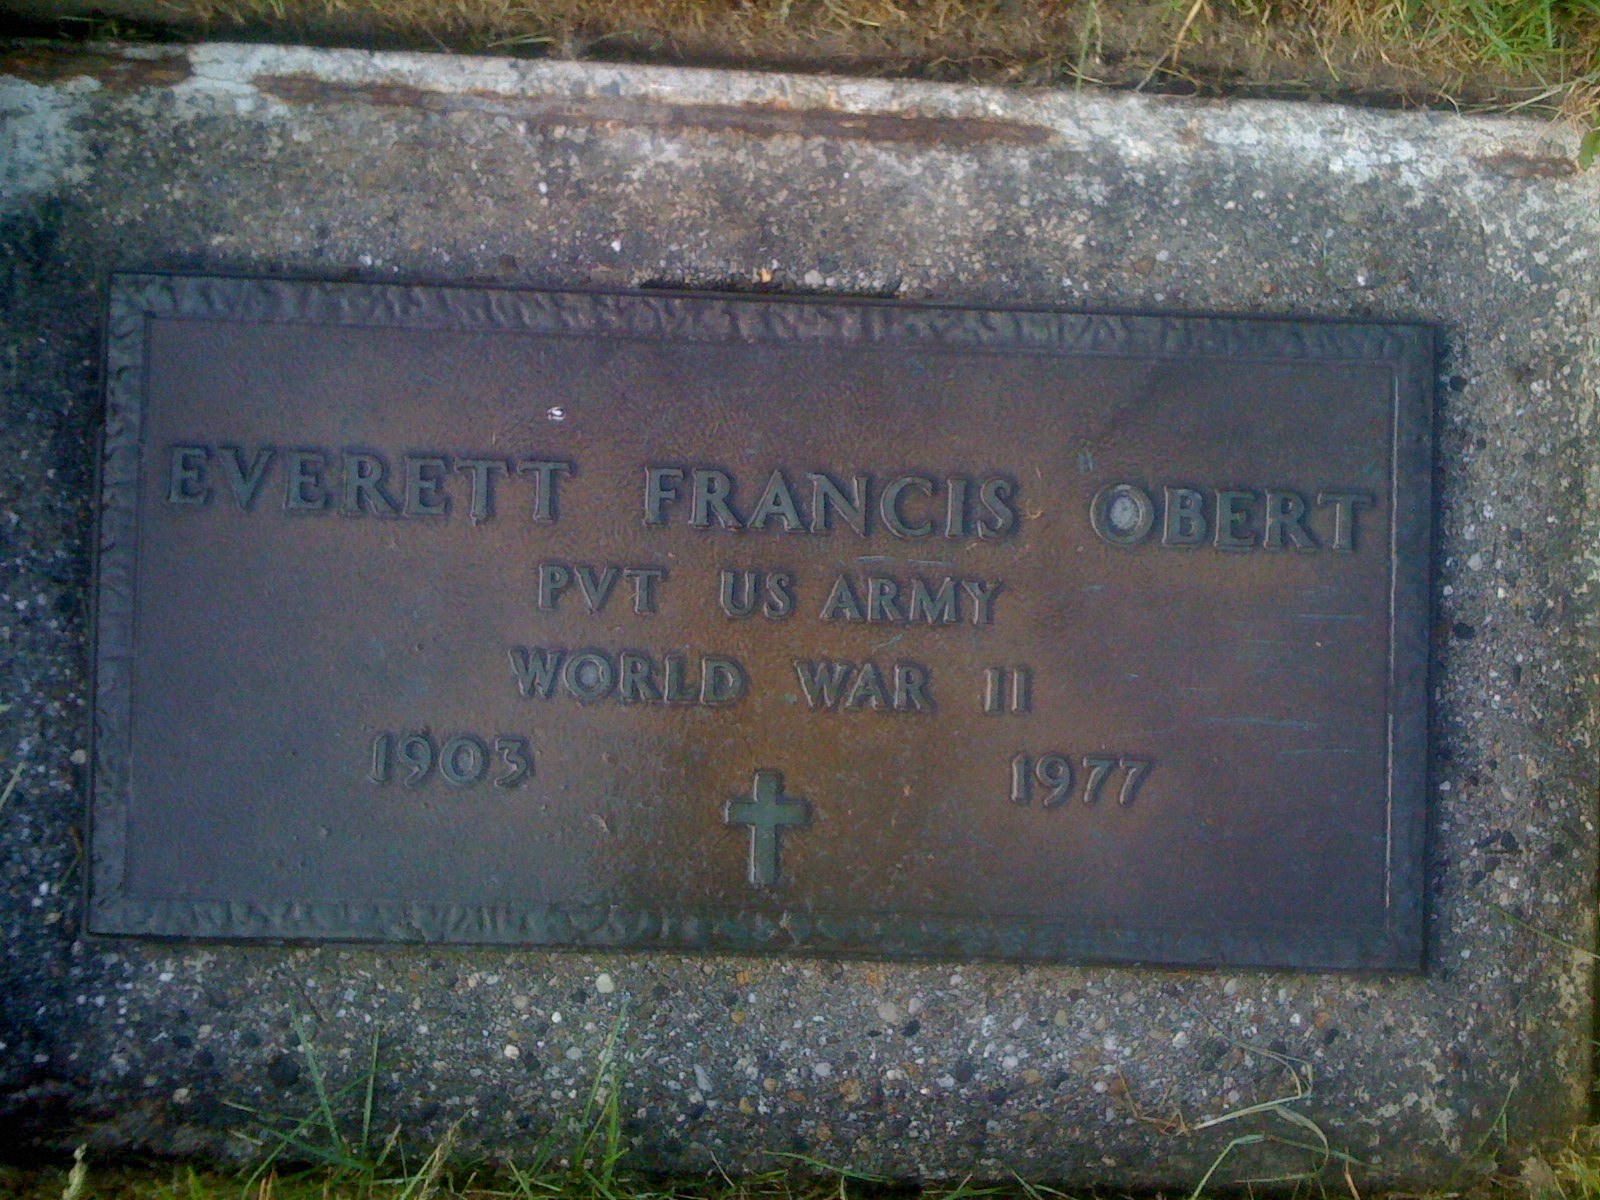 EVERETT FRANCIS OBERT
PVT US ARMY
WORLD WAR II
1903 1977